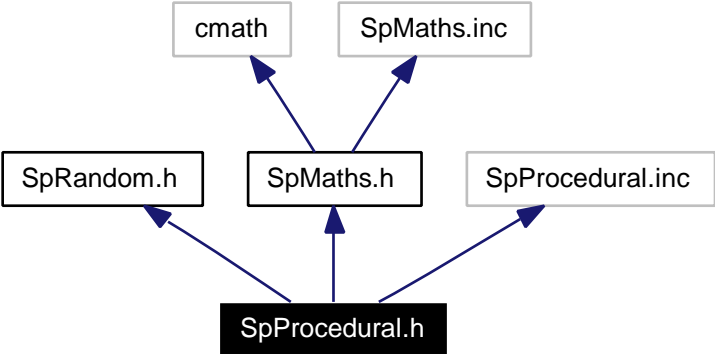 cmath
SpMaths.inc
SpRandom.h
SpMaths.h
SpProcedural.inc
SpProcedural.h